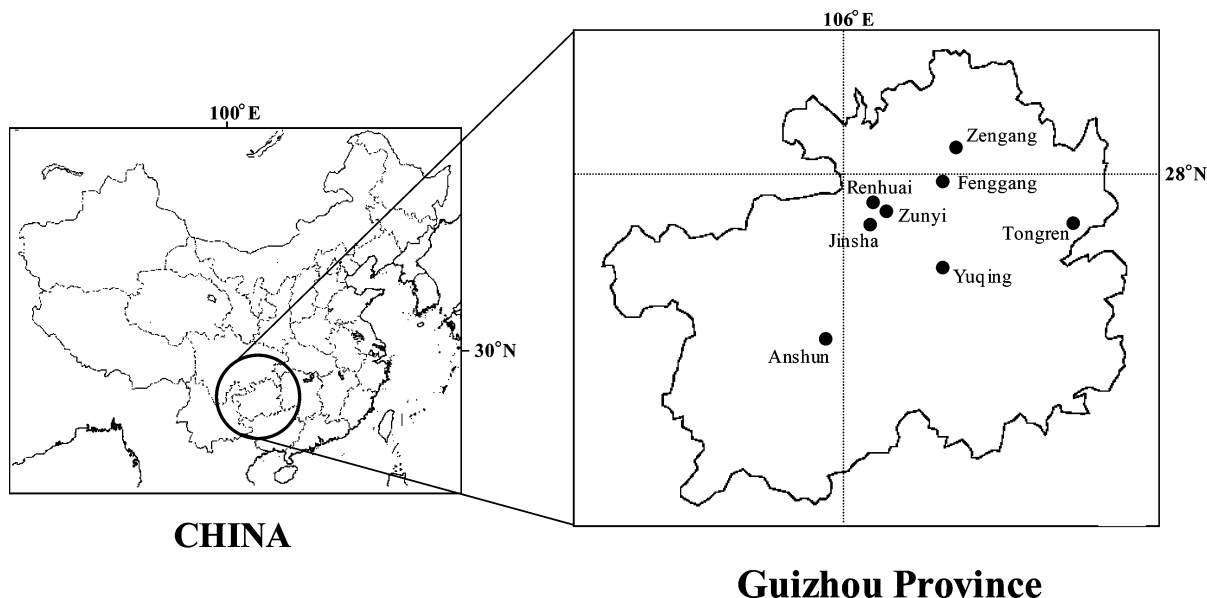 106°E
100°E
Zengang
28°N
Fenggang
Renhuai
Zunyi
Tongren
Jinsha
Yuqing
30°N
Anshun
CHINA
Guizhou Province